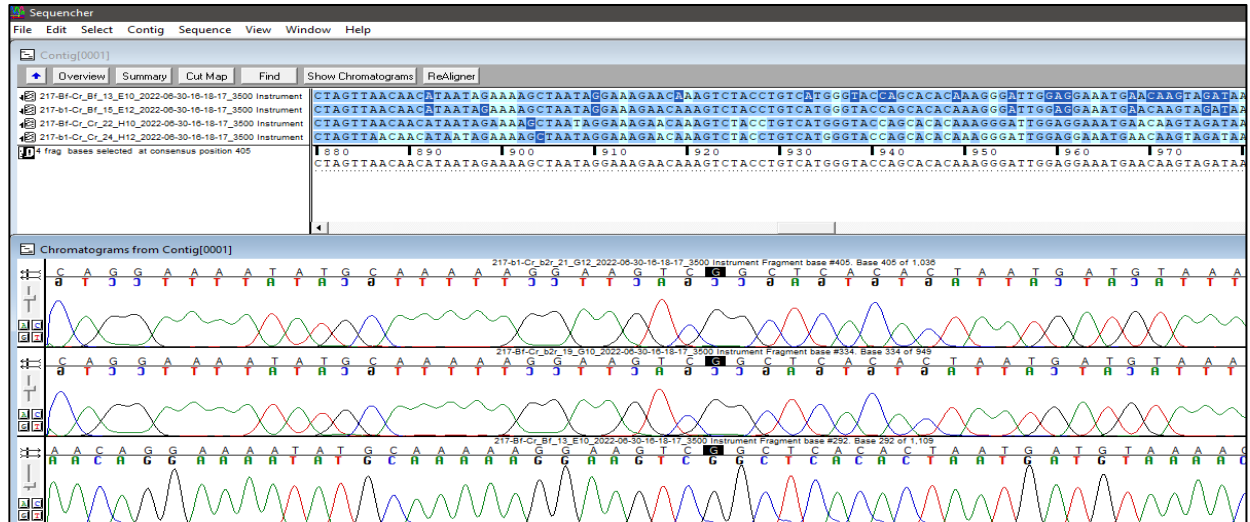 Sequencher
File Edit Select Contig Sequence View Window Help
Contig[0001]
Overview Summary Cut Map Find Show Chromatograms ReAligner
217-Bf-Cr_Bf_13_E10_2022-06-30-16-18-17_3500 Instrument CTAGTTAACAACATAATAGAAAAGCTAATAGGAAAGAACAAAGTCTACCTGTCATGGGTACCAGCACACAAAGGGATTGGAGGAAATGAACAAGTAGATAA
217-b1-Cr_Bf_15_E12_2022-06-30-16-18-17_3500 Instrument CTAGTTAACAACATAATAGAAAAGCTAATAGGAAAGAACAAAGTCTACCTGTCATGGGTACCAGCACACAAAGGGATTGGAGGAAATGAACAAGTAGATAA
217-Bf-Cr_Cr_22_H10_2022-06-30-16-18-17_3500 Instrument CTAGTTAACAACATAATAGAAAAGCTAATAGGAAAGAACAAAGTCTACCTGTCATGGGTACCAGCACACAAAGGGATTGGAGGAAATGAACAAGTAGATAA
217-b1-Cr_Cr_24_H12_2022-06-30-16-18-17_3500 Instrument CTAGTTAACAACATAATAGAAAAGCTAATAGGAAAGAACAAAGTCTACCTGTCATGGGTACCAGCACACAAAGGGATTGGAGGAAATGAACAAGTAGATAA
4 frag bases selected at consensus position 405 880 890 900 910 920 930 940 950 960 970
CTAGTTAACAACATAATAGAAAAGCTAATAGGAAAGAACAAAGTCTACCTGTCATGGGTACCAGCACACAAAGGGATTGGAGGAAATGAACAAGTAGATAA
Chromatograms from Contig[0001]
217-b1-Cr_b2r_21_G12_2022-06-30-16-18-17_3500 Instrument Fragment base #405. Base 405 of 1,036
C A G G A A A A T A T G C A A A A A G G A A G T C G G C T C A C A C T A A T G A T G T A A A
G T C C T T T T A T A C G T T T T T C C T T C A G C C G A G T G T G A T T A C T A C A T T T
A C
G T
217-Bf-Cr_b2r_19_G10_2022-06-30-16-18-17_3500 Instrument Fragment base #334. Base 334 of 949
C A G G A A A A T A T G C A A A A A G G A A G T C G G C T C A C A C T A A T G A T G T A A A
G T C C T T T T A T A C G T T T T T C C T T C A G C C G A G T G T G A T T A C T A C A T T T
A C
G T
217-Bf-Cr_Bf_13_E10_2022-06-30-16-18-17_3500 Instrument Fragment base #292. Base 292 of 1,109
A A C A G G A A A A T A T G C A A A A A G G A A G T C G G C T C A C A C T A A T G A T G T A A A A C
A A C A G G A A A A T A T G C A A A A A G G A A G T C G G C T C A C A C T A A T G A T G T A A A A C
A C
G T